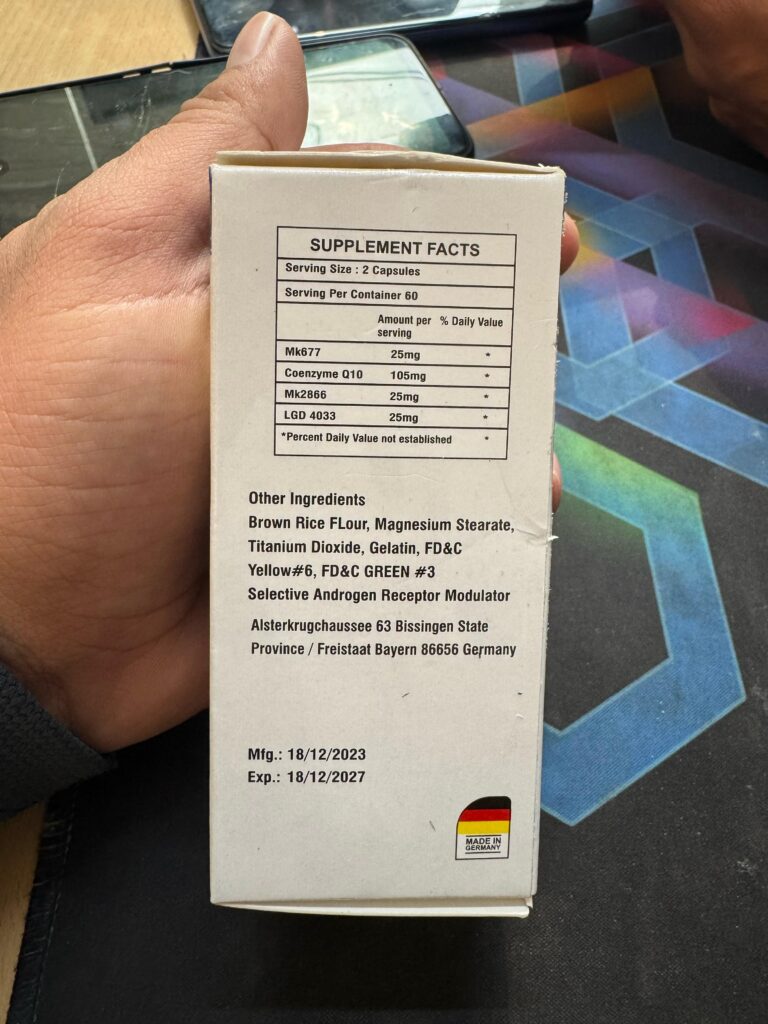 SUPPLEMENT FACTS
Serving Size : 2 Capsules
Serving Per Container 60
Amount per serving % Daily Value
Mk677 25mg *
Coenzyme Q10 105mg *
Mk2866 25mg *
LGD 4033 25mg *
*Percent Daily Value not established *
Other Ingredients
Brown Rice FLour, Magnesium Stearate,
Titanium Dioxide, Gelatin, FD&C
Yellow#6, FD&C GREEN #3
Selective Androgen Receptor Modulator
Alsterkrugchaussee 63 Bissingen State
Province / Freistaat Bayern 86656 Germany
Mfg.: 18/12/2023
Exp.: 18/12/2027
MADE IN
GERMANY